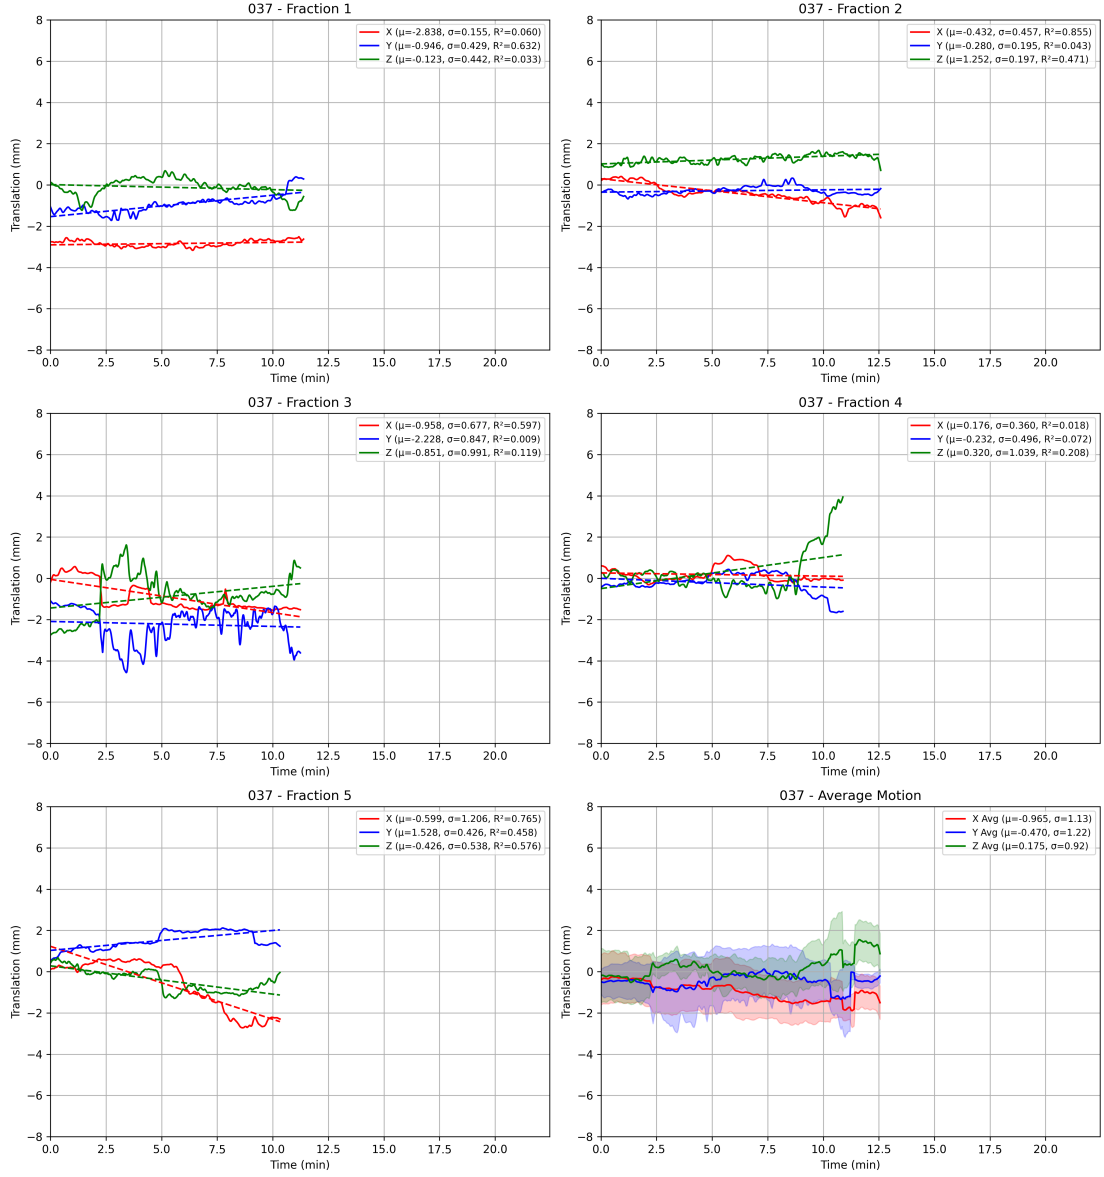 037 - Fraction 1
X (μ=-2.838, σ=0.155, R²=0.060)
Y (μ=-0.946, σ=0.429, R²=0.632)
Z (μ=-0.123, σ=0.442, R²=0.033)
Translation (mm)
8
6
4
2
0
−2
−4
−6
−8
0.0 2.5 5.0 7.5 10.0 12.5 15.0 17.5 20.0
Time (min)
037 - Fraction 2
X (μ=-0.432, σ=0.457, R²=0.855)
Y (μ=-0.280, σ=0.195, R²=0.043)
Z (μ=1.252, σ=0.197, R²=0.471)
Translation (mm)
8
6
4
2
0
−2
−4
−6
−8
0.0 2.5 5.0 7.5 10.0 12.5 15.0 17.5 20.0
Time (min)
037 - Fraction 3
X (μ=-0.958, σ=0.677, R²=0.597)
Y (μ=-2.228, σ=0.847, R²=0.009)
Z (μ=-0.851, σ=0.991, R²=0.119)
Translation (mm)
8
6
4
2
0
−2
−4
−6
−8
0.0 2.5 5.0 7.5 10.0 12.5 15.0 17.5 20.0
Time (min)
037 - Fraction 4
X (μ=0.176, σ=0.360, R²=0.018)
Y (μ=-0.232, σ=0.496, R²=0.072)
Z (μ=0.320, σ=1.039, R²=0.208)
Translation (mm)
8
6
4
2
0
−2
−4
−6
−8
0.0 2.5 5.0 7.5 10.0 12.5 15.0 17.5 20.0
Time (min)
037 - Fraction 5
X (μ=-0.599, σ=1.206, R²=0.765)
Y (μ=1.528, σ=0.426, R²=0.458)
Z (μ=-0.426, σ=0.538, R²=0.576)
Translation (mm)
8
6
4
2
0
−2
−4
−6
−8
0.0 2.5 5.0 7.5 10.0 12.5 15.0 17.5 20.0
Time (min)
037 - Average Motion
X Avg (μ=-0.965, σ=1.13)
Y Avg (μ=-0.470, σ=1.22)
Z Avg (μ=0.175, σ=0.92)
Translation (mm)
8
6
4
2
0
−2
−4
−6
−8
0.0 2.5 5.0 7.5 10.0 12.5 15.0 17.5 20.0
Time (min)